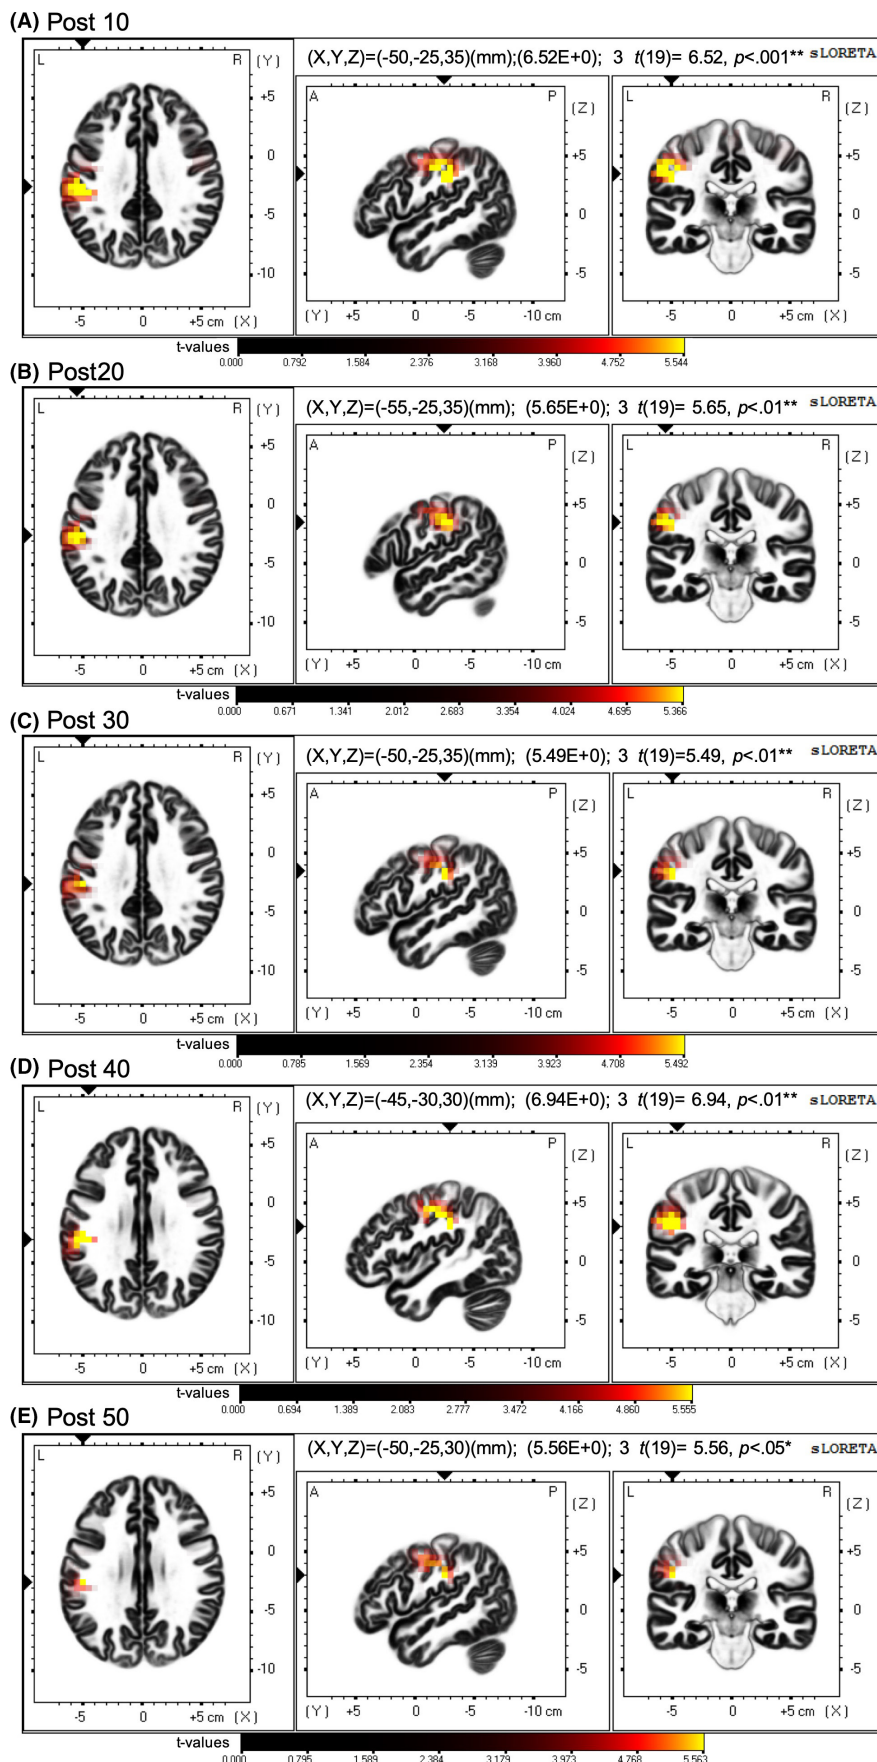 (A) Post 10
(X,Y,Z)=(-50,-25,35)(mm);(6.52E+0); 3 t(19)= 6.52, p<.001** sLORETA
L R (Y) A P (Z) L R (Z)
+5
0 +5 +5
-5 0 0
-10 -5 -5
-5 0 +5 cm (X) (Y) +5 0 -5 -10 cm -5 0 +5 cm (X)
t-values
0.000 0.792 1.584 2.376 3.168 3.960 4.752 5.544
(B) Post20
(X,Y,Z)=(-55,-25,35)(mm); (5.65E+0); 3 t(19)= 5.65, p<.01** sLORETA
L R (Y) A P (Z) L R (Z)
+5
0 +5 +5
-5 0 0
-10 -5 -5
-5 0 +5 cm (X) (Y) +5 0 -5 -10 cm -5 0 +5 cm (X)
t-values
0.000 0.671 1.341 2.012 2.683 3.354 4.024 4.695 5.366
(C) Post 30
(X,Y,Z)=(-50,-25,35)(mm); (5.49E+0); 3 t(19)=5.49, p<.01** sLORETA
L R (Y) A P (Z) L R (Z)
+5
0 +5 +5
-5 0 0
-10 -5 -5
-5 0 +5 cm (X) (Y) +5 0 -5 -10 cm -5 0 +5 cm (X)
t-values
0.000 0.785 1.569 2.354 3.139 3.923 4.708 5.492
(D) Post 40
(X,Y,Z)=(-45,-30,30)(mm); (6.94E+0); 3 t(19)= 6.94, p<.01** sLORETA
L R (Y) A P (Z) L R (Z)
+5
0 +5 +5
-5 0 0
-10 -5 -5
-5 0 +5 cm (X) (Y) +5 0 -5 -10 cm -5 0 +5 cm (X)
t-values
0.000 0.694 1.389 2.083 2.777 3.472 4.166 4.860 5.555
(E) Post 50
(X,Y,Z)=(-50,-25,30)(mm); (5.56E+0); 3 t(19)= 5.56, p<.05* sLORETA
L R (Y) A P (Z) L R (Z)
+5
0 +5 +5
-5 0 0
-10 -5 -5
-5 0 +5 cm (X) (Y) +5 0 -5 -10 cm -5 0 +5 cm (X)
t-values
0.000 0.795 1.589 2.384 3.179 3.973 4.768 5.563